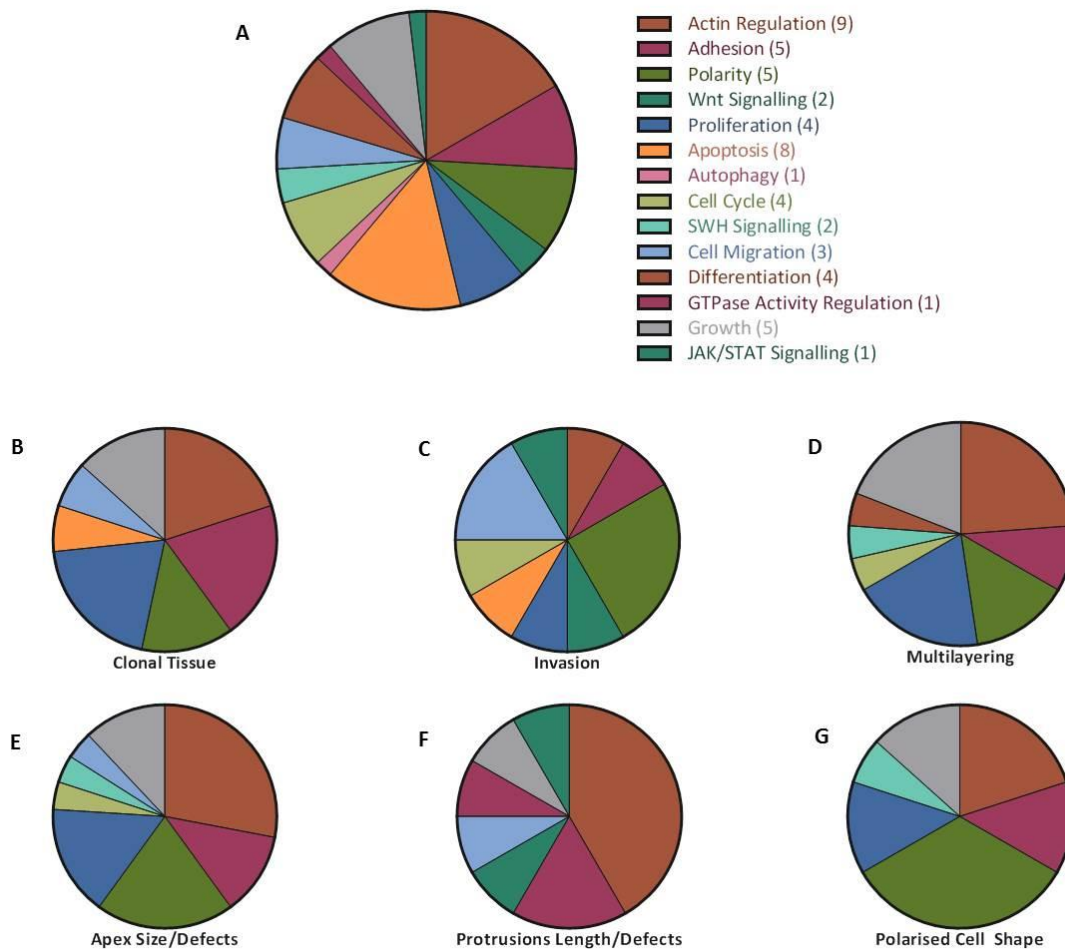 A
Actin Regulation (9)
Adhesion (5)
Polarity (5)
Wnt Signalling (2)
Proliferation (4)
Apoptosis (8)
Autophagy (1)
Cell Cycle (4)
SWH Signalling (2)
Cell Migration (3)
Differentiation (4)
GTPase Activity Regulation (1)
Growth (5)
JAK/STAT Signalling (1)
B
C
D
Clonal Tissue
Invasion
Multilayering
E
F
G
Apex Size/Defects
Protrusions Length/Defects
Polarised Cell Shape